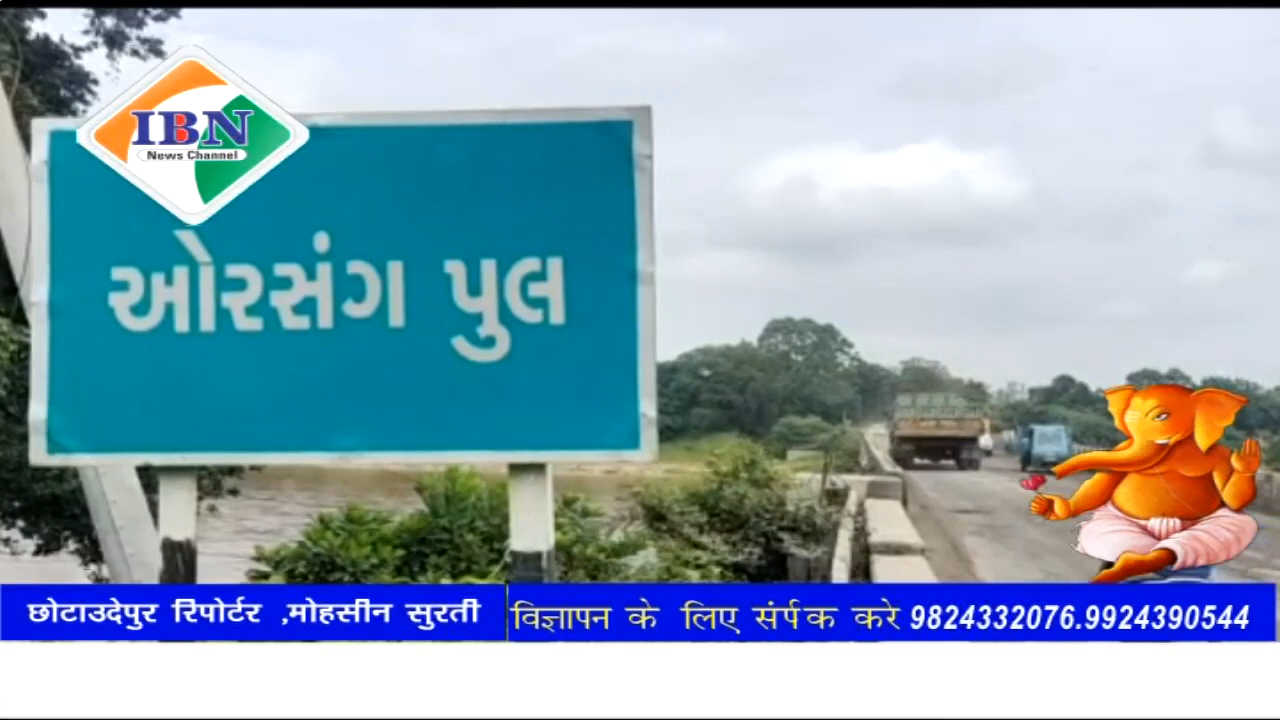 IBN
News Channel
ઓરસંગ પુલ
छोटाउदेपुर रिपोर्टर ,मोहसीन सुरती
विज्ञापन के लिए संर्पक करे 9824332076.9924390544